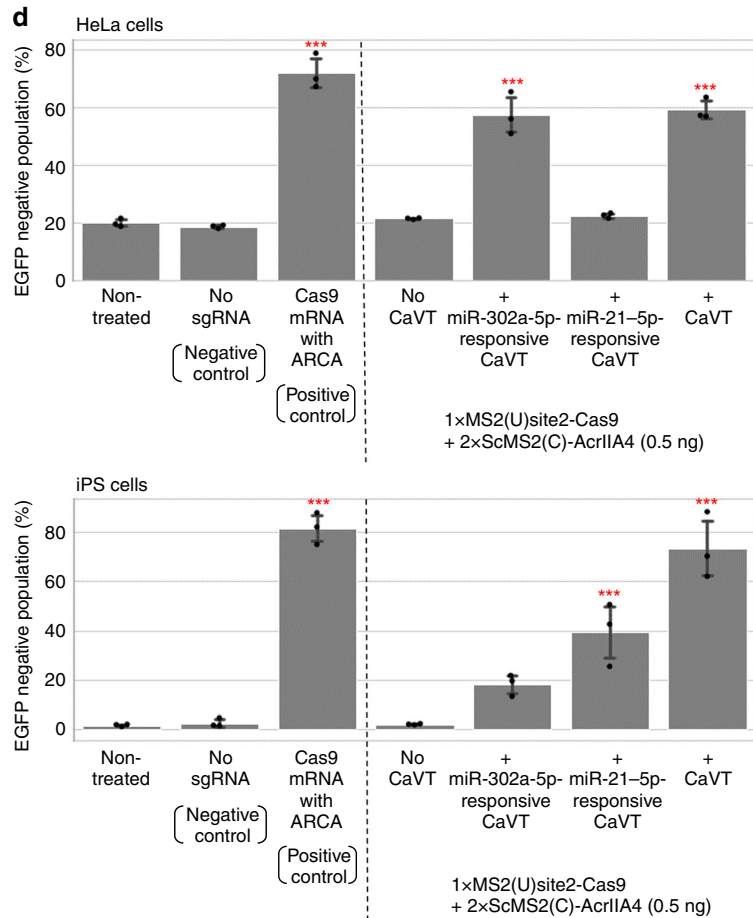 d
HeLa cells
EGFP negative population (%)
80
60
40
20
0
***
***
***
Non-
treated
No
sgRNA
(Negative
control)
Cas9
mRNA
with
ARCA
(Positive
control)
No
CaVT
+
miR-302a-5p-
responsive
CaVT
+
miR-21–5p-
responsive
CaVT
+
CaVT
1×MS2(U)site2-Cas9
+ 2×ScMS2(C)-AcrIIA4 (0.5 ng)
iPS cells
EGFP negative population (%)
80
60
40
20
0
***
***
***
Non-
treated
No
sgRNA
(Negative
control)
Cas9
mRNA
with
ARCA
(Positive
control)
No
CaVT
+
miR-302a-5p-
responsive
CaVT
+
miR-21–5p-
responsive
CaVT
+
CaVT
1×MS2(U)site2-Cas9
+ 2×ScMS2(C)-AcrIIA4 (0.5 ng)